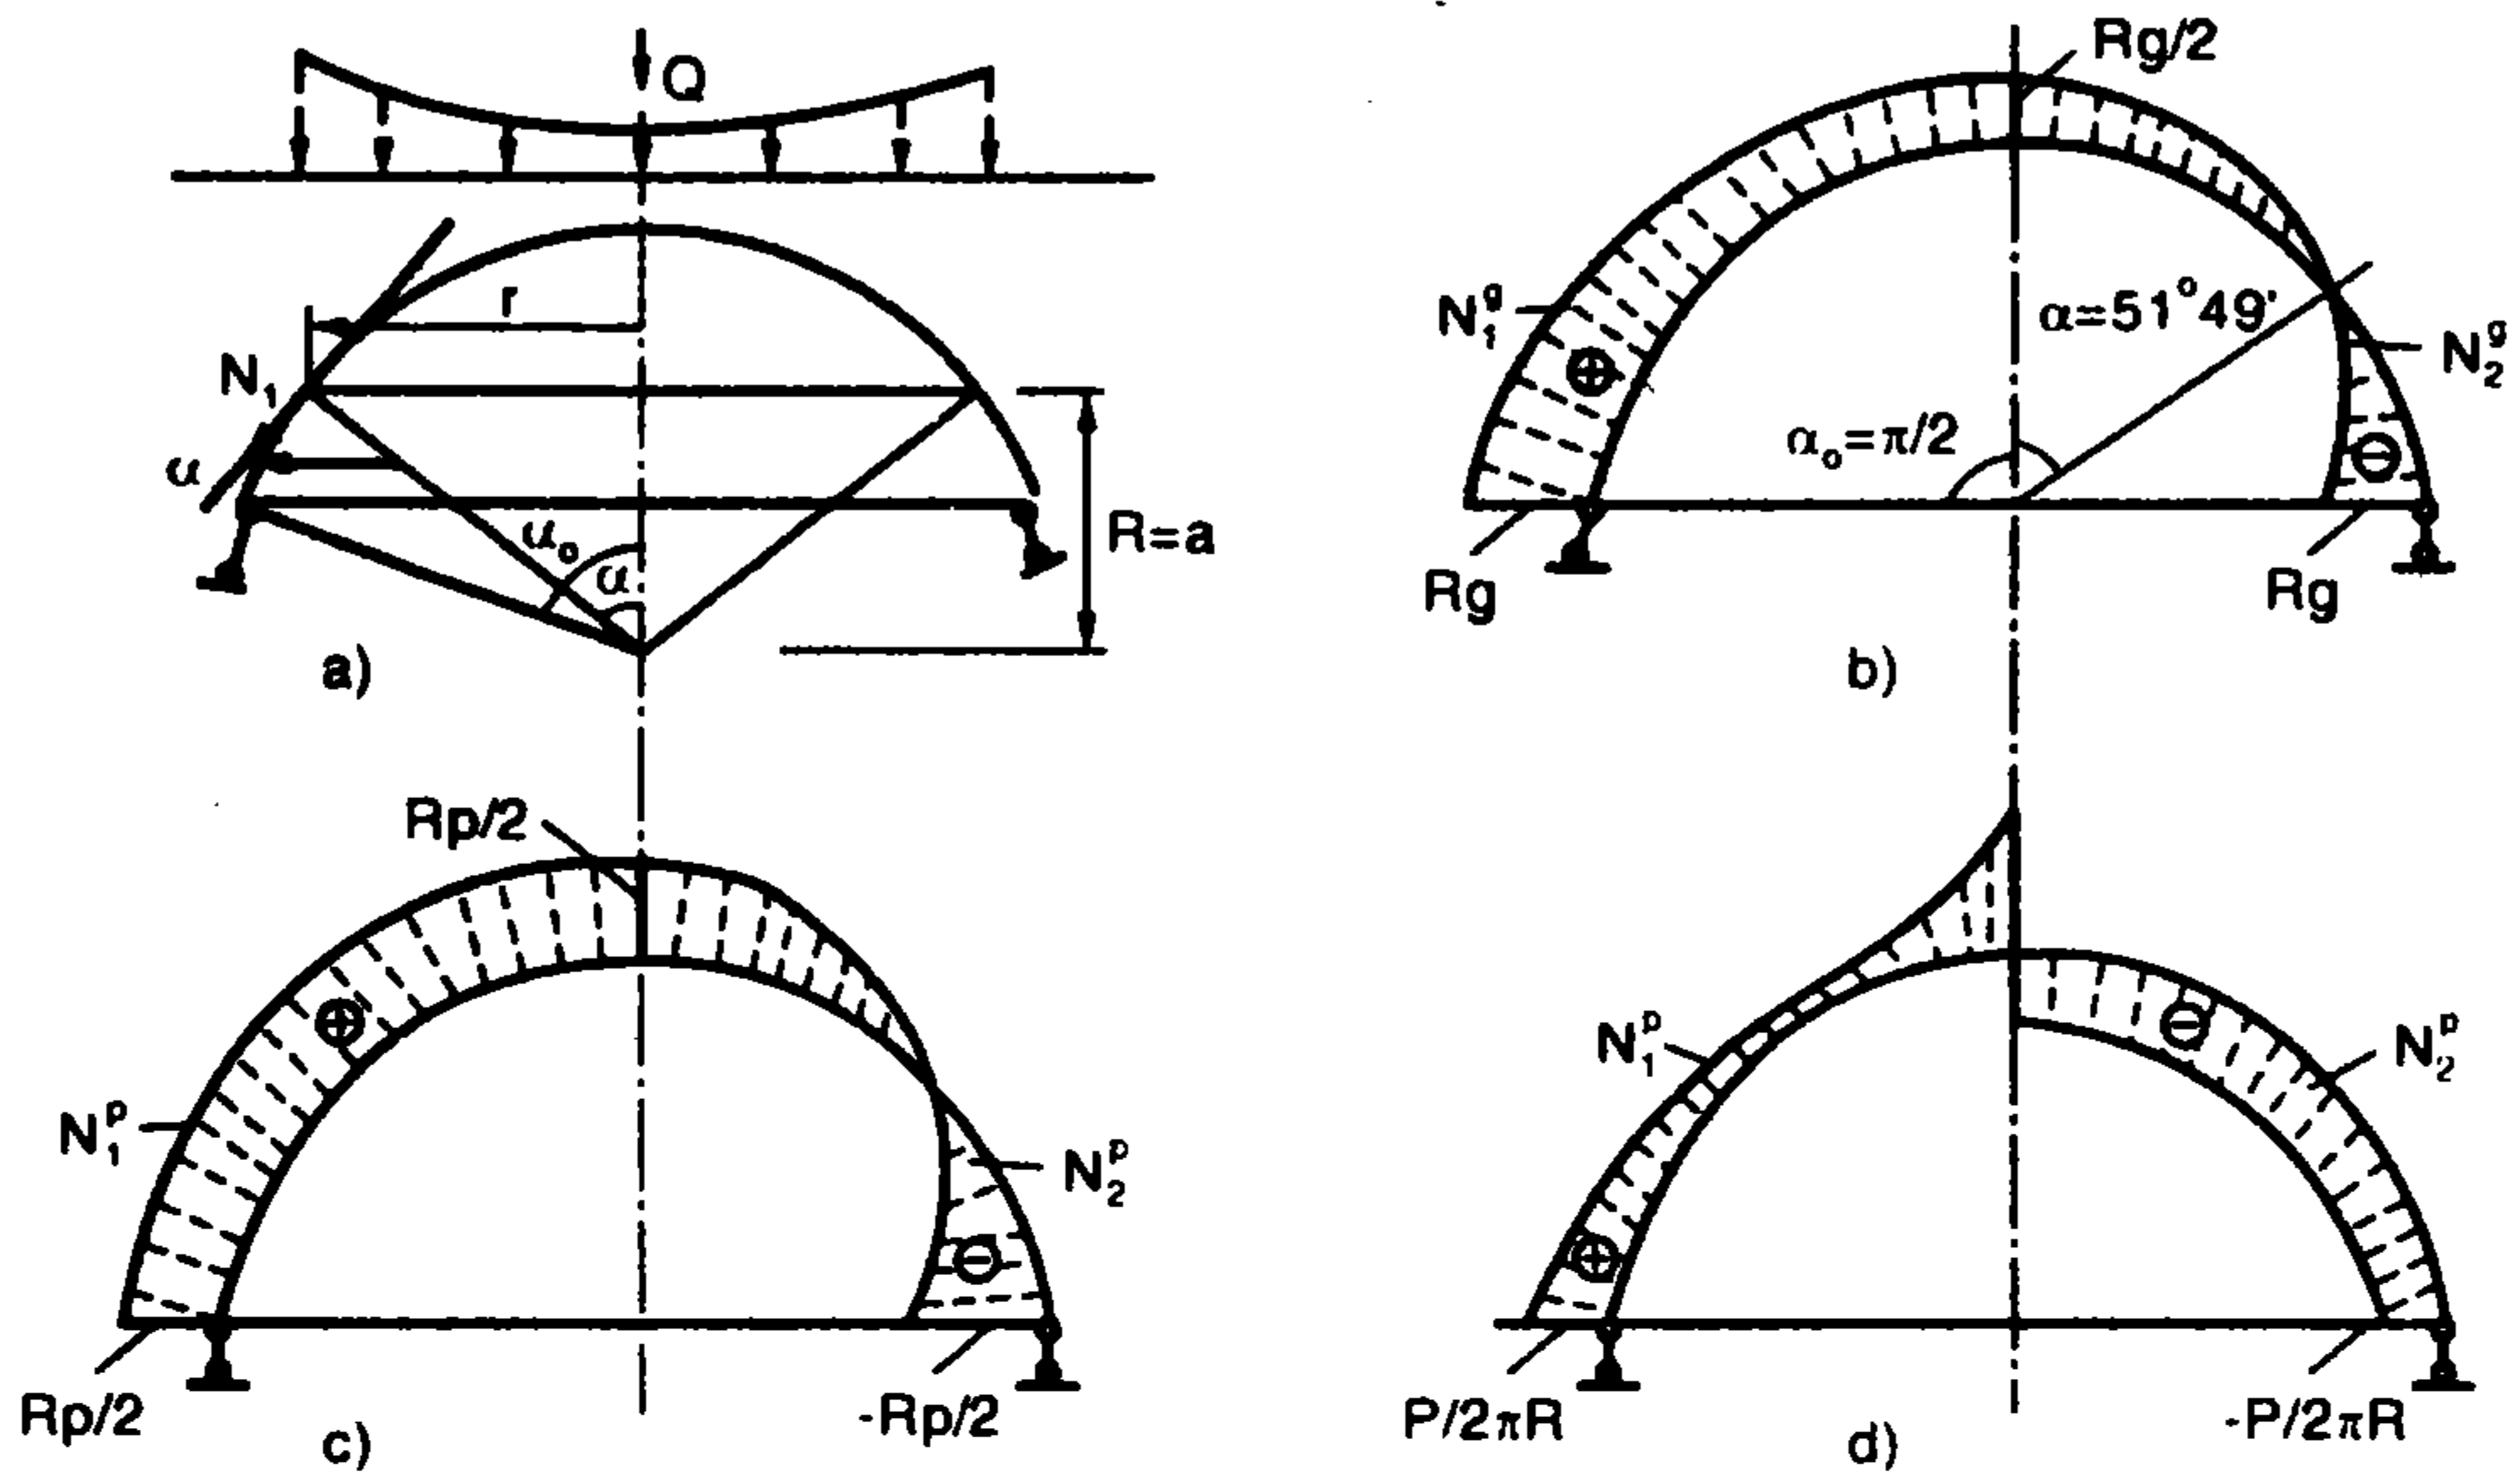 Q
r
N₁
α
α₀
α
R=a
a)
Rg/2
N₁ᵍ
α=51°49'
N₂ᵍ
α₀=π/2
Rg
Rg
b)
Rp/2
N₁ᵖ
N₂ᵖ
Rp/2
-Rp/2
c)
N₁ᵖ
N₂ᵖ
P/2πR
-P/2πR
d)
⊕
⊖
⊕
⊖
⊕
⊖